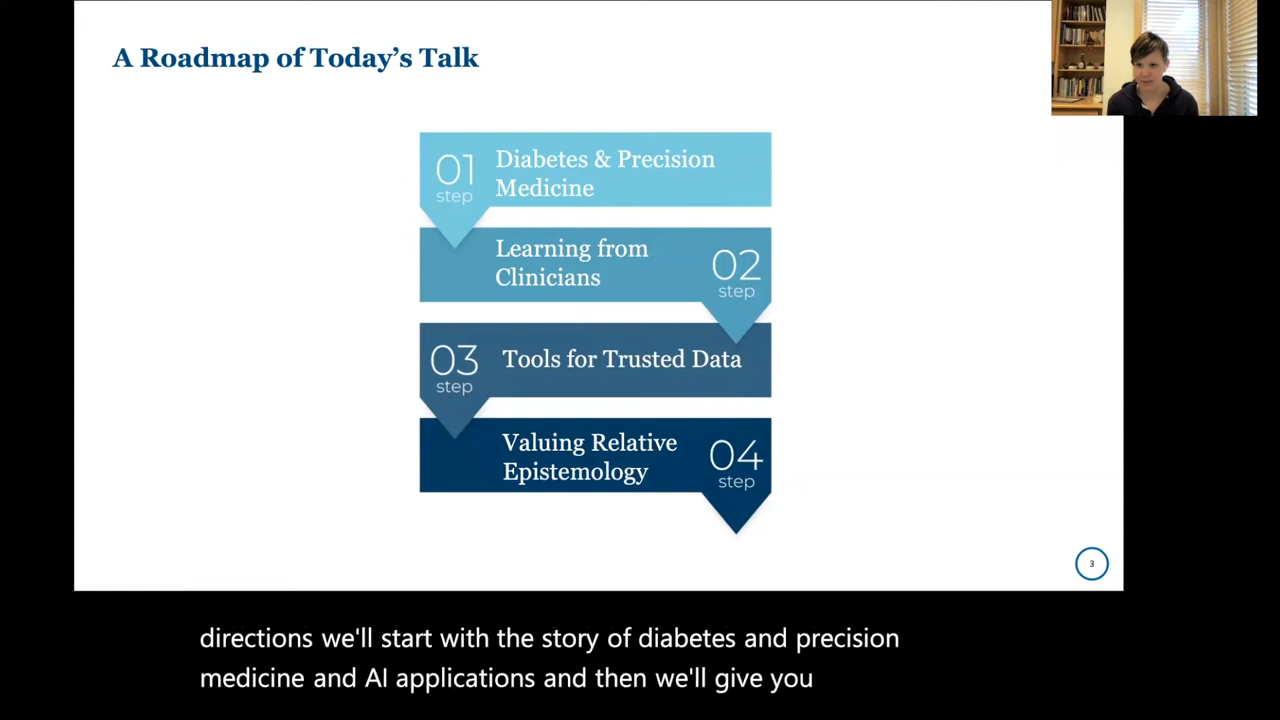 A Roadmap of Today's Talk
01
step
Diabetes & Precision
Medicine
Learning from
Clinicians
02
step
03
step
Tools for Trusted Data
Valuing Relative
Epistemology
04
step
3
directions we'll start with the story of diabetes and precision
medicine and AI applications and then we'll give you